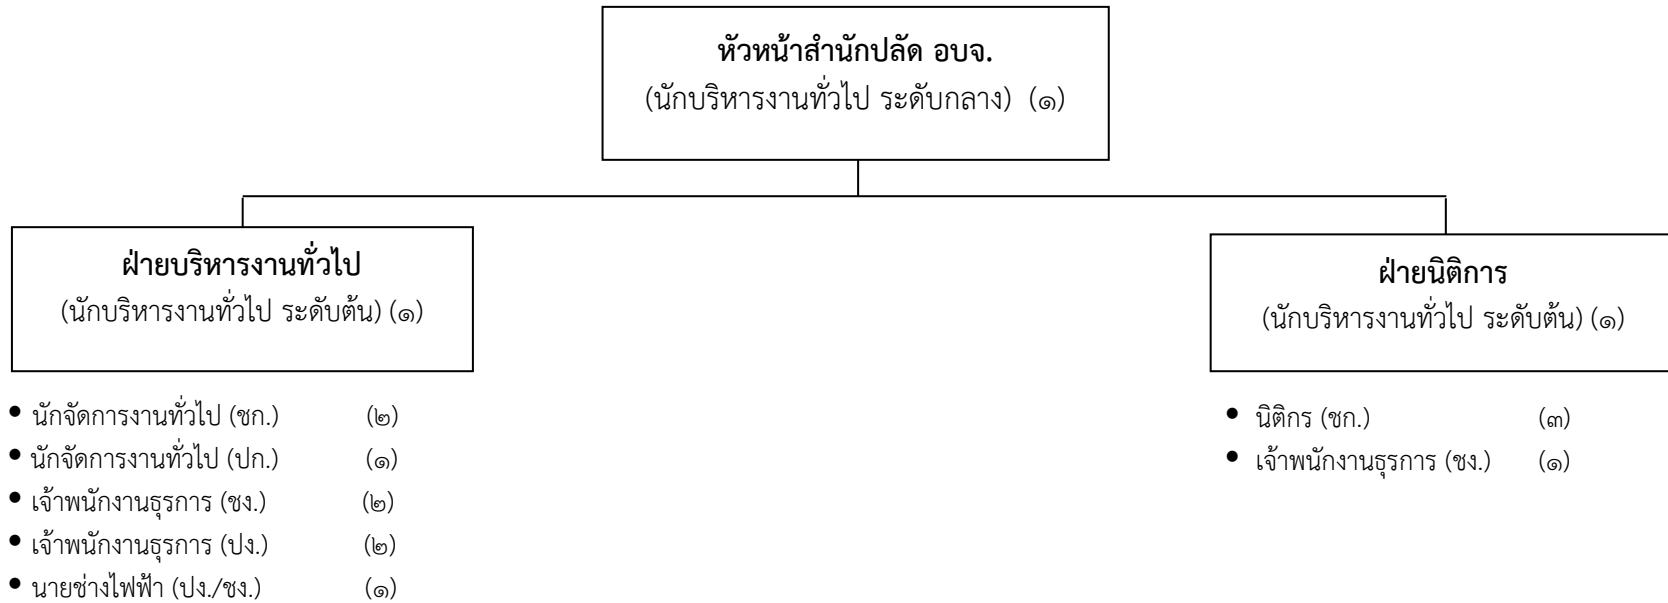 หัวหน้าสำนักปลัด อบจ.
(นักบริหารงานทั่วไป ระดับกลาง) (๑)
ฝ่ายบริหารงานทั่วไป
(นักบริหารงานทั่วไป ระดับต้น) (๑)
• นักจัดการงานทั่วไป (ชก.) (๒)
• นักจัดการงานทั่วไป (ปก.) (๑)
• เจ้าพนักงานธุรการ (ชง.) (๒)
• เจ้าพนักงานธุรการ (ปง.) (๒)
• นายช่างไฟฟ้า (ปง./ชง.) (๑)
ฝ่ายนิติการ
(นักบริหารงานทั่วไป ระดับต้น) (๑)
• นิติกร (ชก.) (๓)
• เจ้าพนักงานธุรการ (ชง.) (๑)